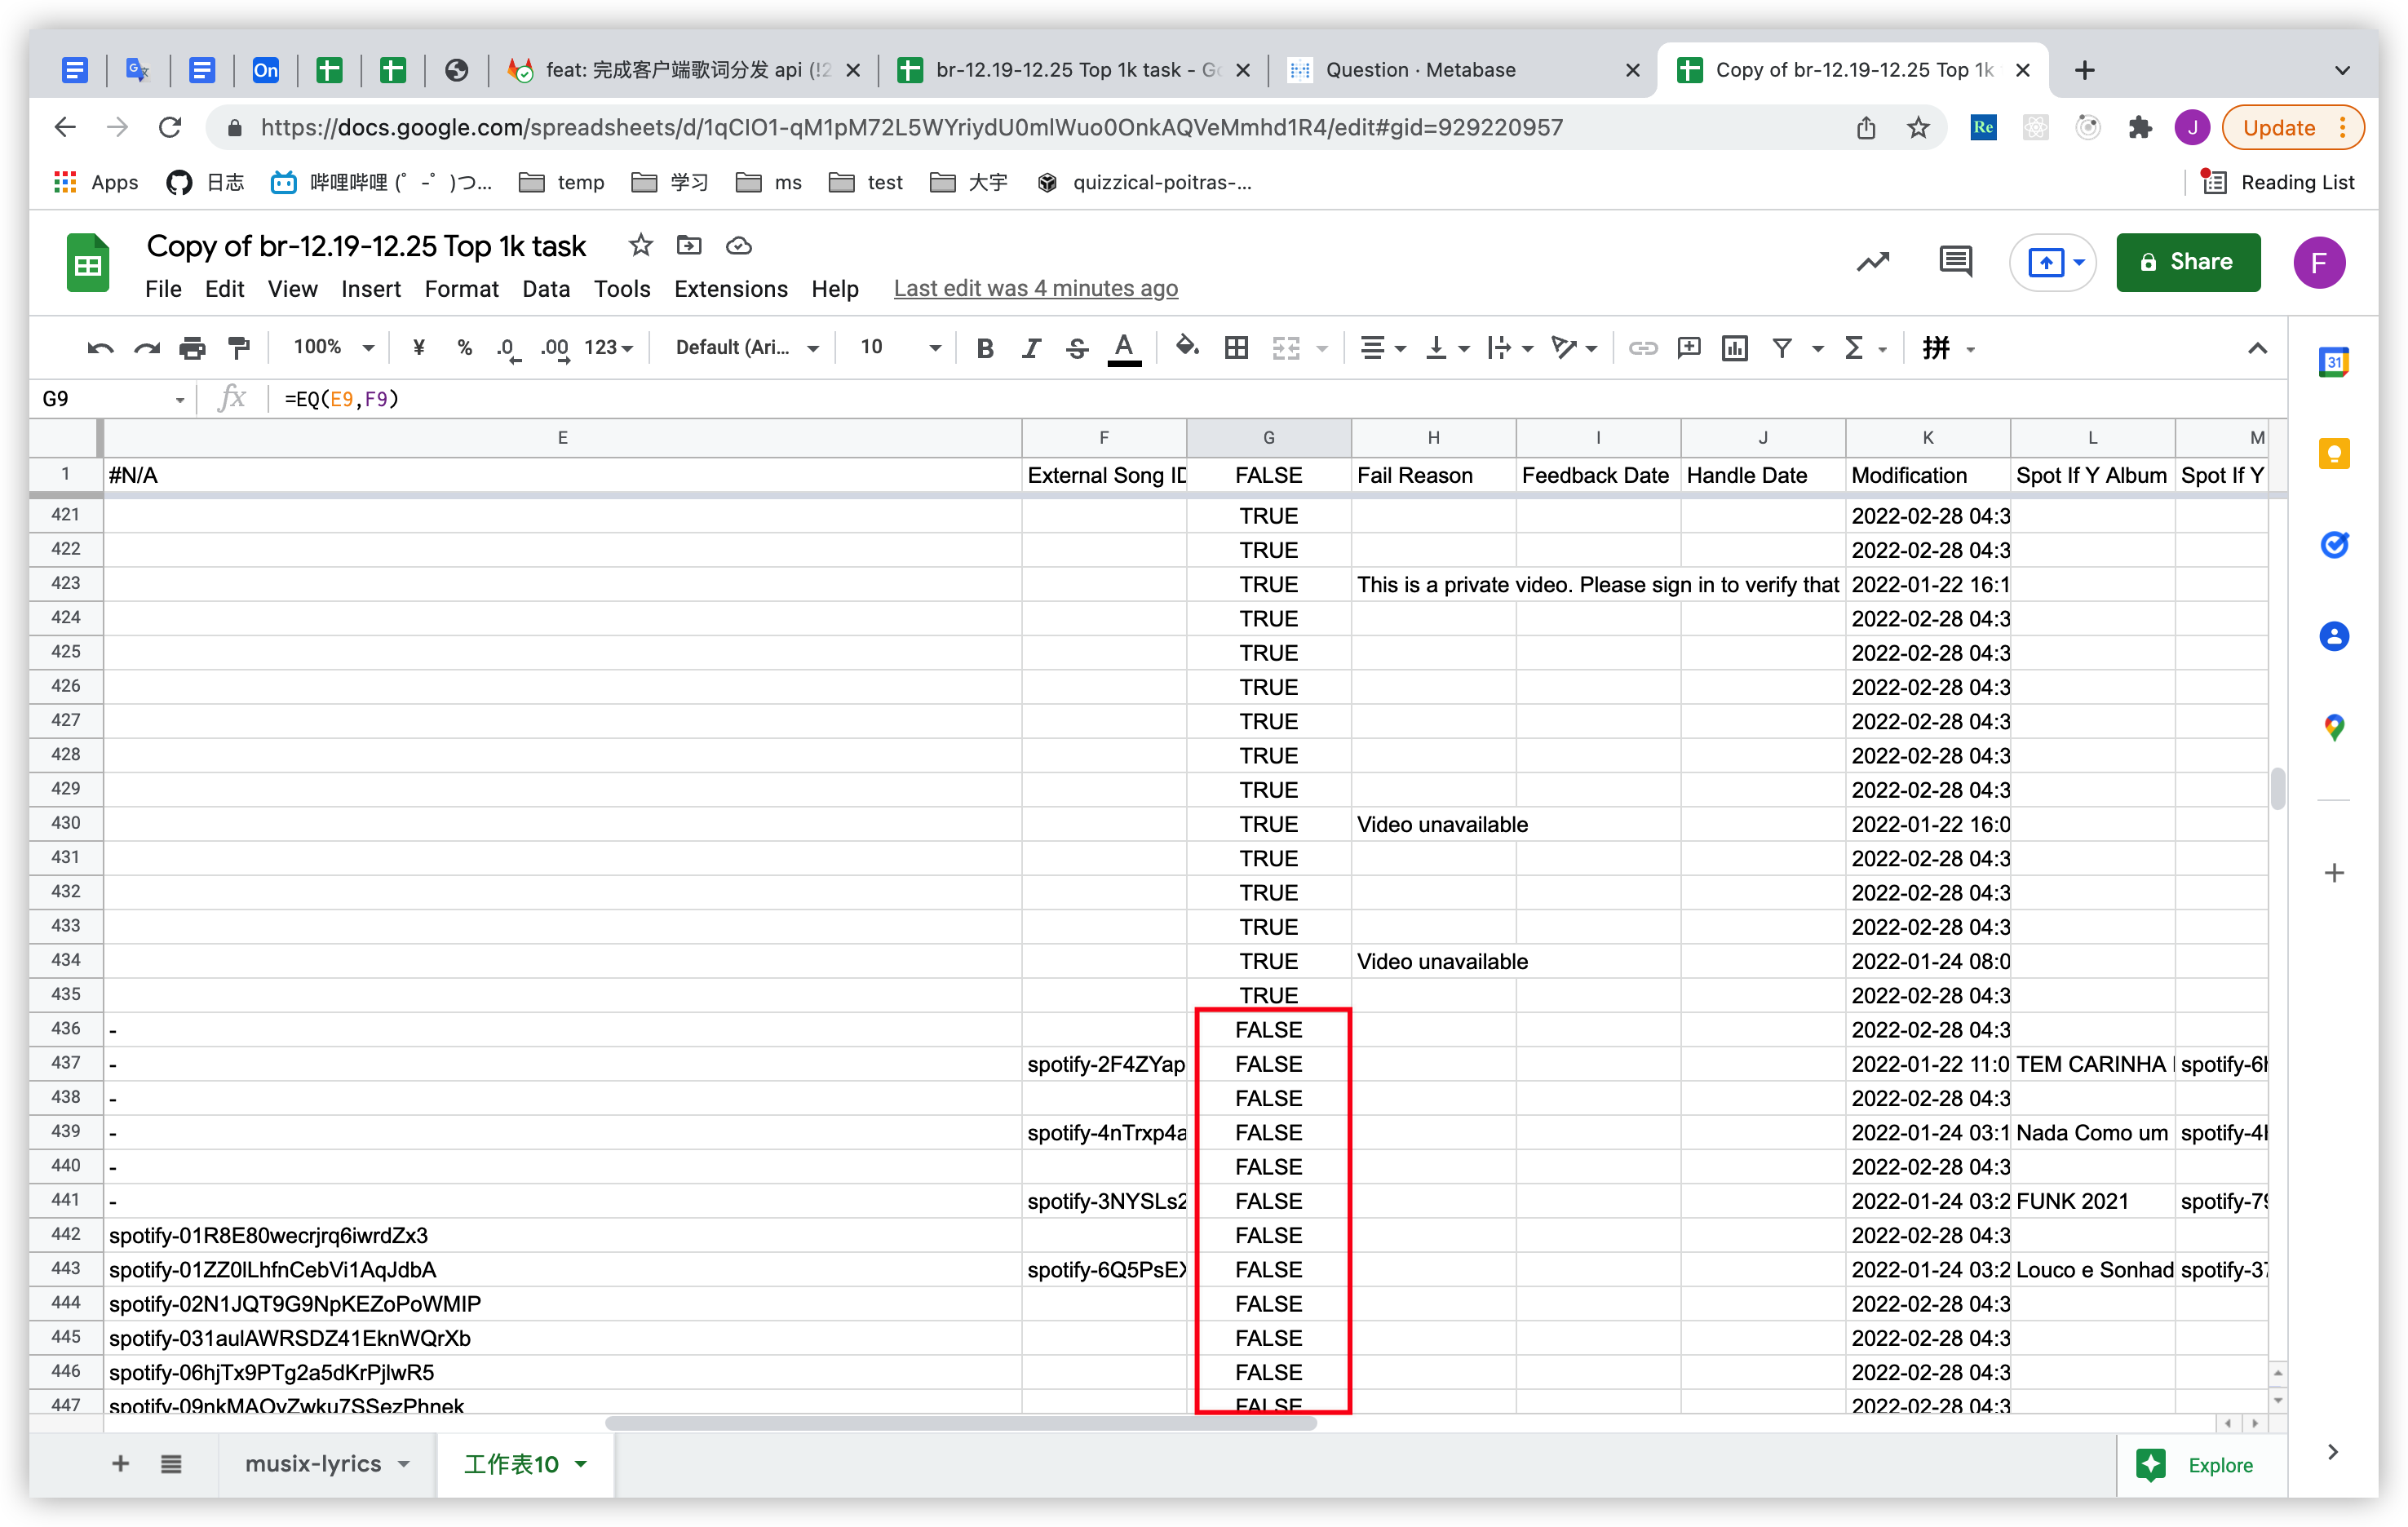 On feat: 完成客户端歌词分发 api (!2 br-12.19-12.25 Top 1k task - Go Question · Metabase Copy of br-12.19-12.25 Top 1k
https://docs.google.com/spreadsheets/d/1qCIO1-qM1pM72L5WYriydU0mlWuo0OnkAQVeMmhd1R4/edit#gid=929220957 Re J Update
Apps 日志 哔哩哔哩 (゜-゜)つ... temp 学习 ms test 大宇 quizzical-poitras-... Reading List
Copy of br-12.19-12.25 Top 1k task
File Edit View Insert Format Data Tools Extensions Help Last edit was 4 minutes ago Share F
100% ¥ % .0 .00 123 Default (Ari... 10 B I S A Σ 拼 31
G9 fx =EQ(E9,F9)
E F G H I J K L M
1 #N/A External Song ID FALSE Fail Reason Feedback Date Handle Date Modification Spot If Y Album Spot If Y
421 TRUE 2022-02-28 04:3
422 TRUE 2022-02-28 04:3
423 TRUE This is a private video. Please sign in to verify that 2022-01-22 16:1
424 TRUE 2022-02-28 04:3
425 TRUE 2022-02-28 04:3
426 TRUE 2022-02-28 04:3
427 TRUE 2022-02-28 04:3
428 TRUE 2022-02-28 04:3
429 TRUE 2022-02-28 04:3
430 TRUE Video unavailable 2022-01-22 16:0
431 TRUE 2022-02-28 04:3
432 TRUE 2022-02-28 04:3
433 TRUE 2022-02-28 04:3
434 TRUE Video unavailable 2022-01-24 08:0
435 TRUE 2022-02-28 04:3
436 - FALSE 2022-02-28 04:3
437 - spotify-2F4ZYap FALSE 2022-01-22 11:0 TEM CARINHA spotify-6
438 - FALSE 2022-02-28 04:3
439 - spotify-4nTrxp4a FALSE 2022-01-24 03:1 Nada Como um spotify-4
440 - FALSE 2022-02-28 04:3
441 - spotify-3NYSLs2 FALSE 2022-01-24 03:2 FUNK 2021 spotify-79
442 spotify-01R8E80wecrjrq6iwrdZx3 FALSE 2022-02-28 04:3
443 spotify-01ZZ0lLhfnCebVi1AqJdbA spotify-6Q5PsEX FALSE 2022-01-24 03:2 Louco e Sonhad spotify-37
444 spotify-02N1JQT9G9NpKEZoPoWMIP FALSE 2022-02-28 04:3
445 spotify-031aulAWRSDZ41EknWQrXb FALSE 2022-02-28 04:3
446 spotify-06hjTx9PTg2a5dKrPjlwR5 FALSE 2022-02-28 04:3
447 spotify-09nkMAOvZwku7SSezPhnek FALSE 2022-02-28 04:3
musix-lyrics 工作表10 Explore